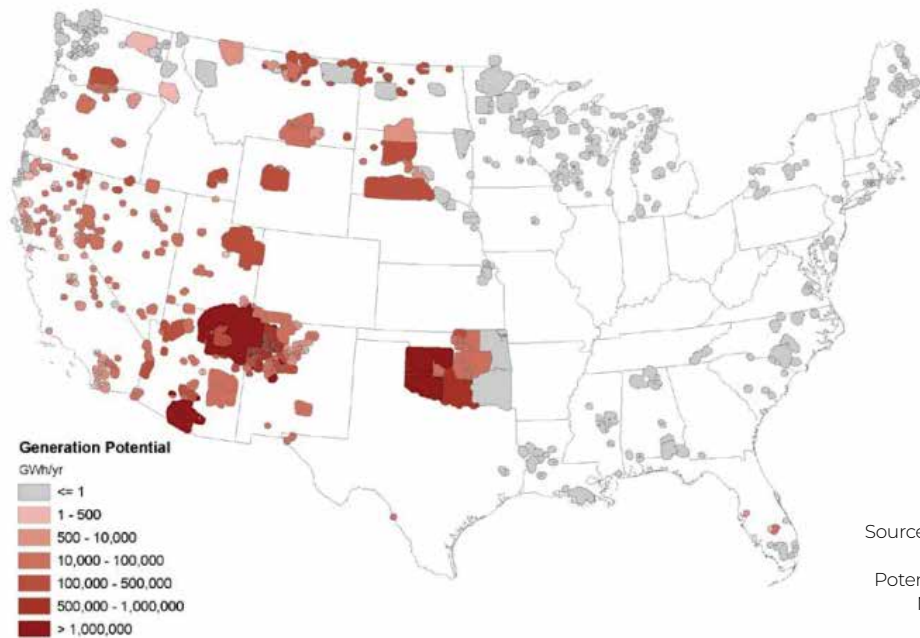 Generation Potential
GWh/yr
<= 1
1 - 500
500 - 10,000
10,000 - 100,000
100,000 - 500,000
500,000 - 1,000,000
> 1,000,000
Source